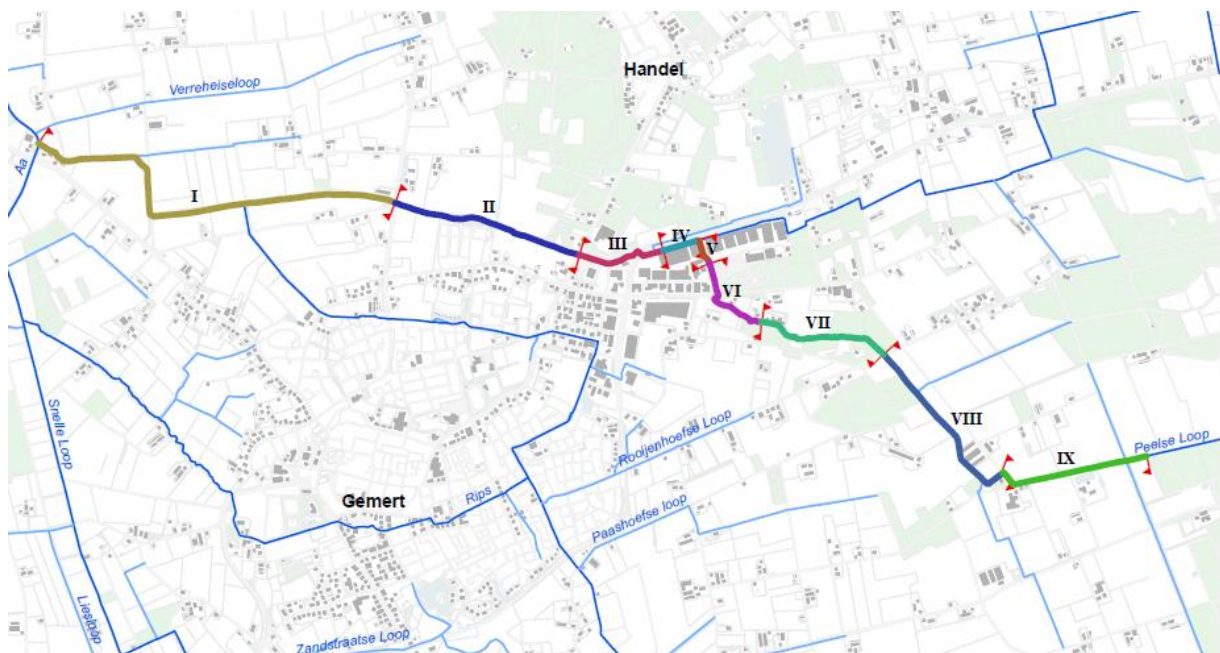 Handel
Verreheiseloop
Aa
I
II
III
IV
V
VI
VII
VIII
IX
Snelle Loop
Rooijenhoefse Loop
Peelse Loop
Gemert
Rips
Paashoefse loop
Liesloop
Zandstraatse Loop